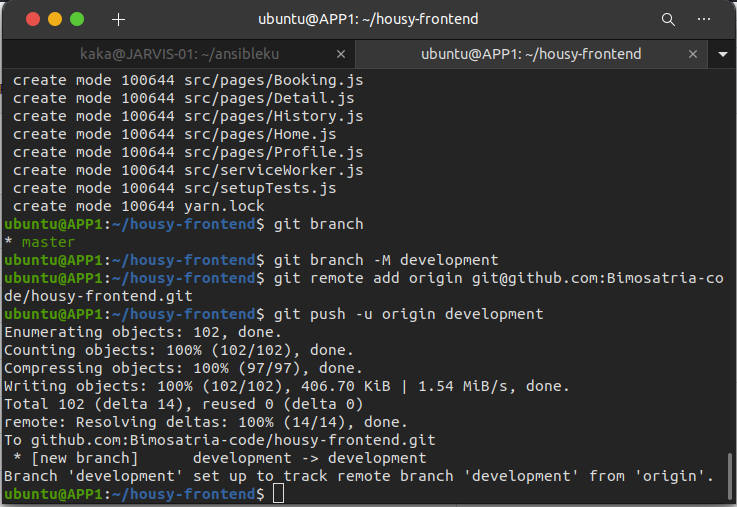 ubuntu@APP1: ~/housy-frontend
kaka@JARVIS-01: ~/ansibleku
ubuntu@APP1: ~/housy-frontend
create mode 100644 src/pages/Booking.js
create mode 100644 src/pages/Detail.js
create mode 100644 src/pages/History.js
create mode 100644 src/pages/Home.js
create mode 100644 src/pages/Profile.js
create mode 100644 src/serviceWorker.js
create mode 100644 src/setupTests.js
create mode 100644 yarn.lock
ubuntu@APP1:~/housy-frontend$ git branch
* master
ubuntu@APP1:~/housy-frontend$ git branch -M development
ubuntu@APP1:~/housy-frontend$ git remote add origin git@github.com:Bimosatria-co
de/housy-frontend.git
ubuntu@APP1:~/housy-frontend$ git push -u origin development
Enumerating objects: 102, done.
Counting objects: 100% (102/102), done.
Compressing objects: 100% (97/97), done.
Writing objects: 100% (102/102), 406.70 KiB | 1.54 MiB/s, done.
Total 102 (delta 14), reused 0 (delta 0)
remote: Resolving deltas: 100% (14/14), done.
To github.com:Bimosatria-code/housy-frontend.git
* [new branch]      development -> development
Branch 'development' set up to track remote branch 'development' from 'origin'.
ubuntu@APP1:~/housy-frontend$